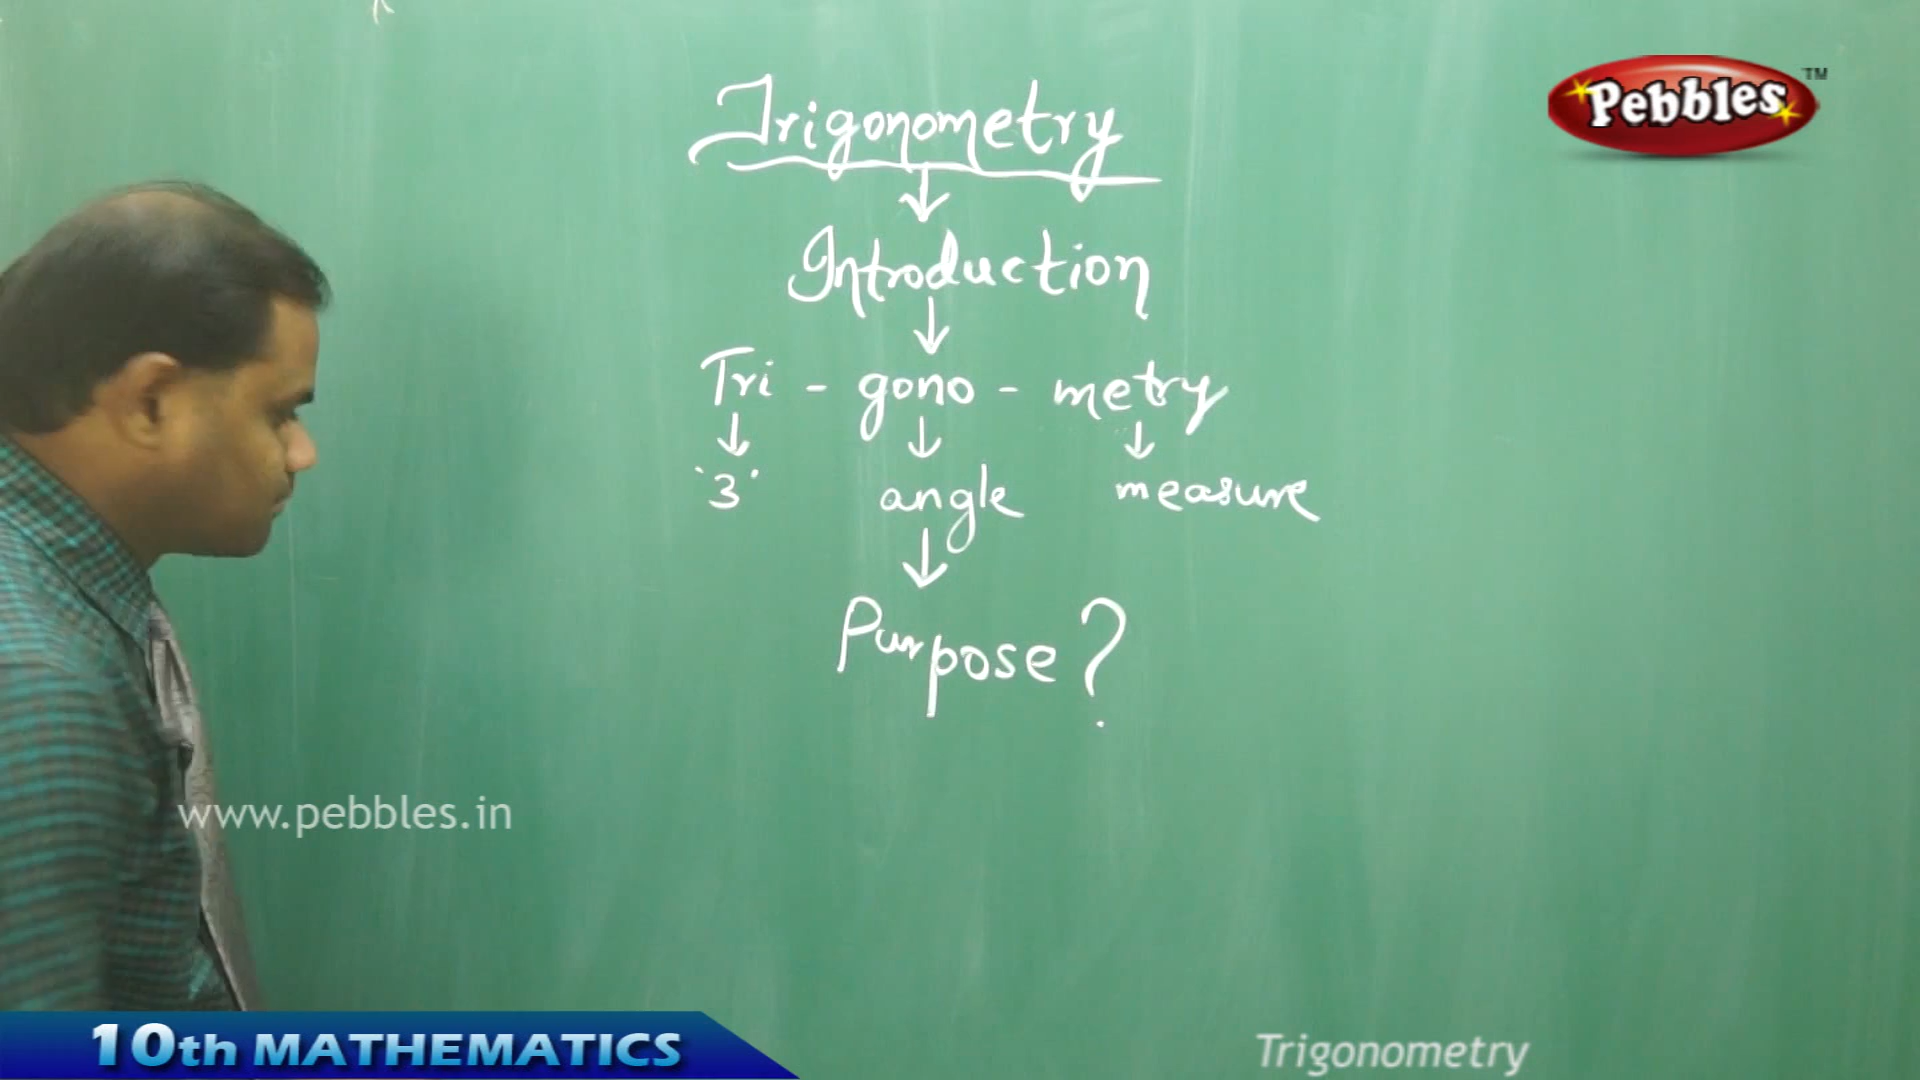 Trigonometry
Pebbles™
↓
Introduction
↓
Tri - gono - metry
↓ ↓ ↓
'3' angle measure
↓
Purpose?
www.pebbles.in
10th MATHEMATICS
Trigonometry